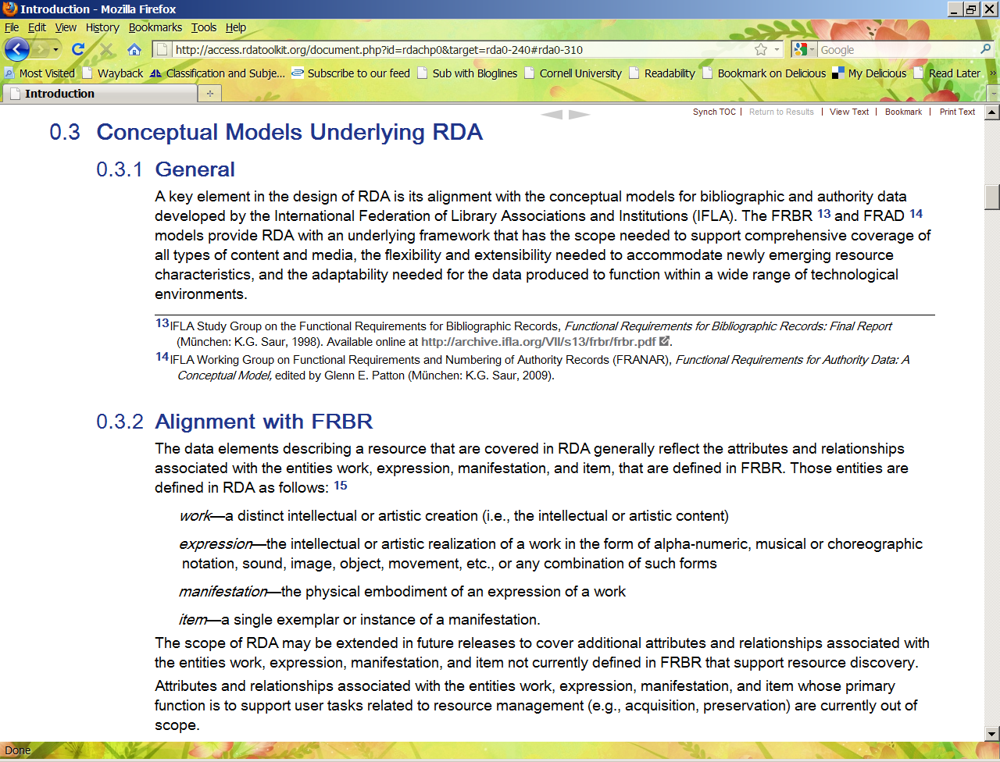 Introduction - Mozilla Firefox
File Edit View History Bookmarks Tools Help
http://access.rdatoolkit.org/document.php?id=rdachp0&target=rda0-240#rda0-310 Google
Most Visited Wayback Classification and Subje... Subscribe to our feed Sub with Bloglines Cornell University Readability Bookmark on Delicious My Delicious Read Later »
Introduction
Synch TOC | Return to Results | View Text | Bookmark | Print Text
0.3 Conceptual Models Underlying RDA
0.3.1 General
A key element in the design of RDA is its alignment with the conceptual models for bibliographic and authority data
developed by the International Federation of Library Associations and Institutions (IFLA). The FRBR 13 and FRAD 14
models provide RDA with an underlying framework that has the scope needed to support comprehensive coverage of
all types of content and media, the flexibility and extensibility needed to accommodate newly emerging resource
characteristics, and the adaptability needed for the data produced to function within a wide range of technological
environments.
13 IFLA Study Group on the Functional Requirements for Bibliographic Records, Functional Requirements for Bibliographic Records: Final Report
(München: K.G. Saur, 1998). Available online at http://archive.ifla.org/VII/s13/frbr/frbr.pdf.
14 IFLA Working Group on Functional Requirements and Numbering of Authority Records (FRANAR), Functional Requirements for Authority Data: A
Conceptual Model, edited by Glenn E. Patton (München: K.G. Saur, 2009).
0.3.2 Alignment with FRBR
The data elements describing a resource that are covered in RDA generally reflect the attributes and relationships
associated with the entities work, expression, manifestation, and item, that are defined in FRBR. Those entities are
defined in RDA as follows: 15
work—a distinct intellectual or artistic creation (i.e., the intellectual or artistic content)
expression—the intellectual or artistic realization of a work in the form of alpha-numeric, musical or choreographic
notation, sound, image, object, movement, etc., or any combination of such forms
manifestation—the physical embodiment of an expression of a work
item—a single exemplar or instance of a manifestation.
The scope of RDA may be extended in future releases to cover additional attributes and relationships associated with
the entities work, expression, manifestation, and item not currently defined in FRBR that support resource discovery.
Attributes and relationships associated with the entities work, expression, manifestation, and item whose primary
function is to support user tasks related to resource management (e.g., acquisition, preservation) are currently out of
scope.
Done